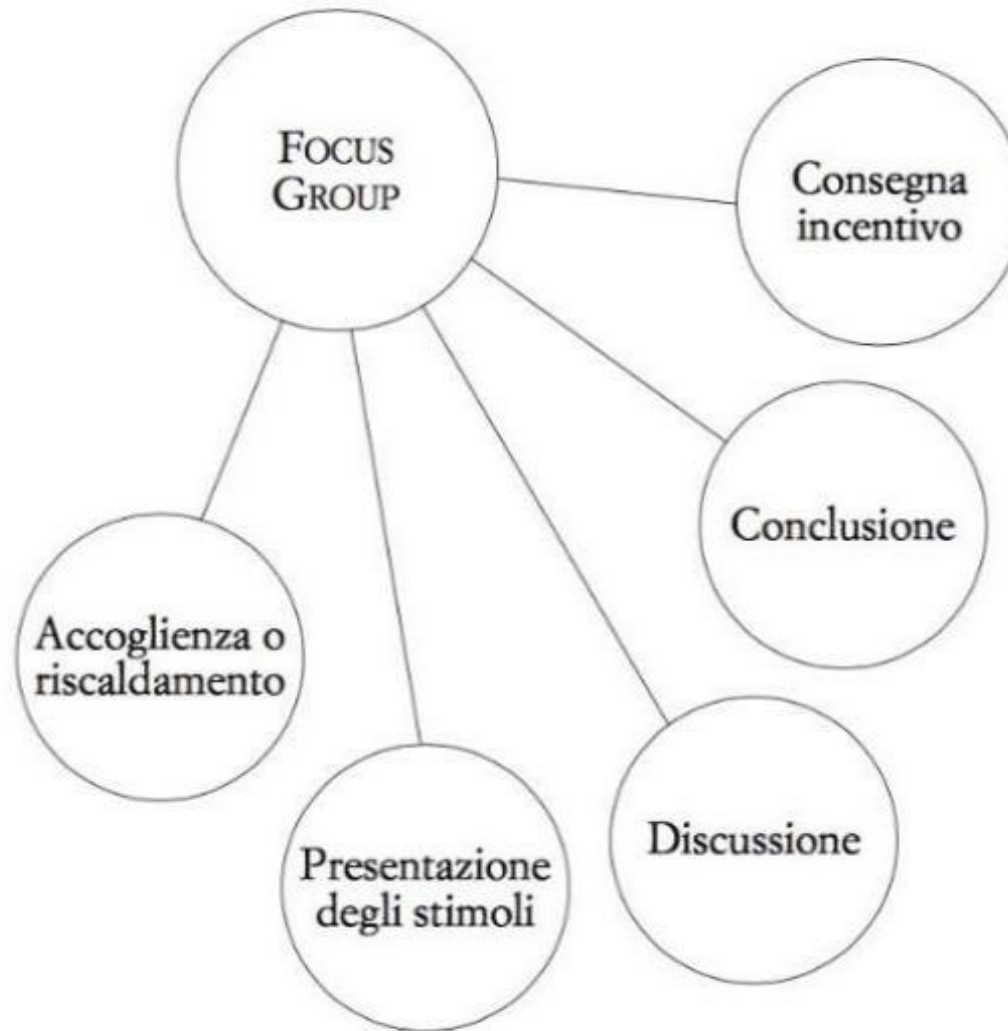 FOCUS
GROUP
Consegna
incentivo
Conclusione
Accoglienza o
riscaldamento
Discussione
Presentazione
degli stimoli